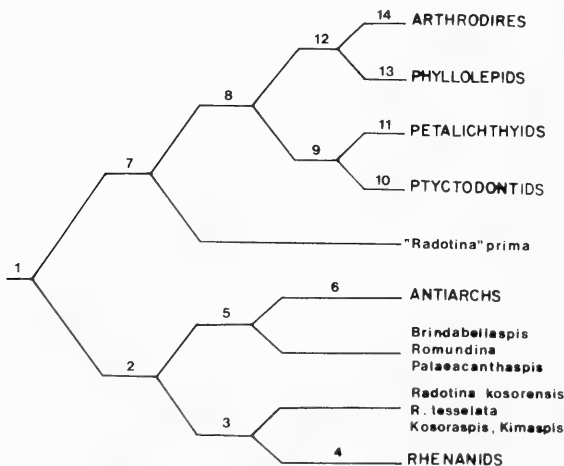 14 ARTHRODIRES
12
13 PHYLLOLEPIDS
8
11 PETALICHTHYIDS
9
10 PTYCTODONTIDS
7
"Radotina" prima
1
6 ANTIARCHS
5
Brindabellaspis
Romundina
Palaeacanthaspis
2
Radotina kosorensis
R. tesselata
Kosoraspis, Kimaspis
3
4 RHENANIDS